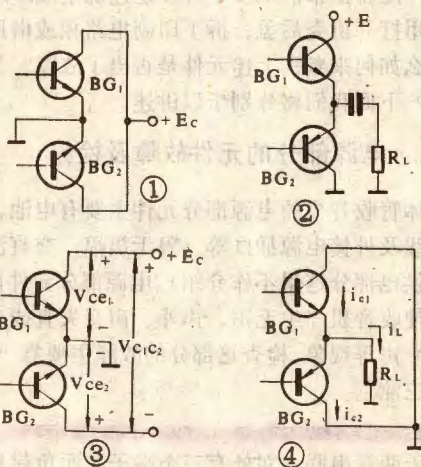 BG₁
BG₂
+Ec
①
+E
BG₁
BG₂
RL
②
+Ec
Vce₁
BG₁
Vc₁c₂
Vce₂
BG₂
③
BG₁
ic1
iL
RL
ic2
BG₂
④